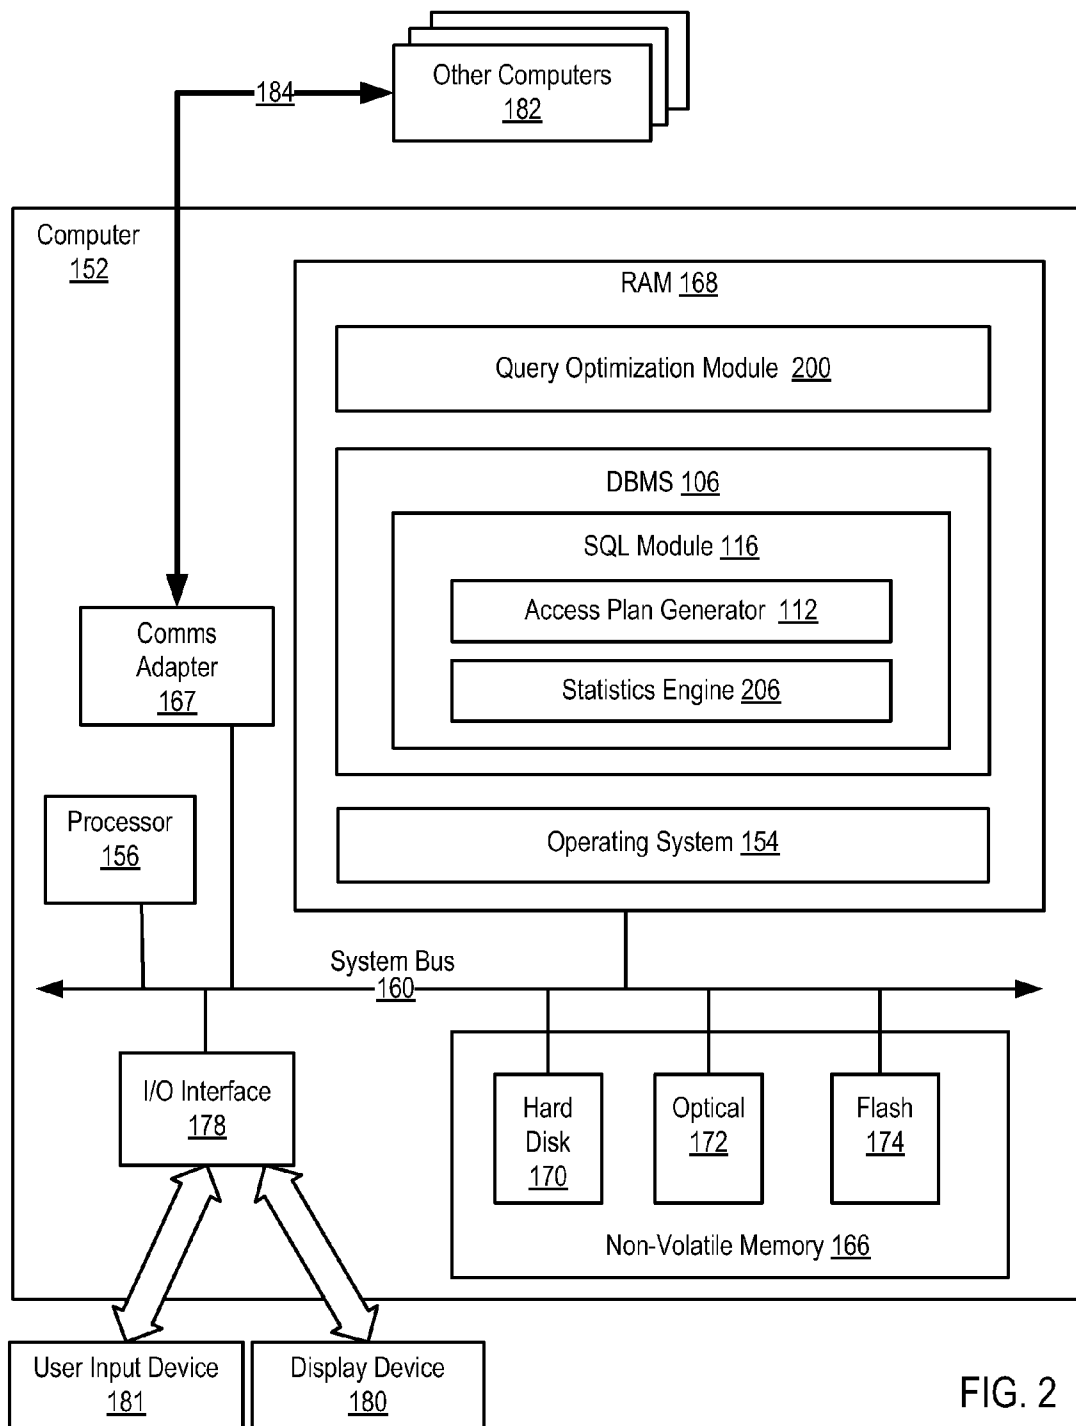 Other Computers
182
184
Computer
152
RAM 168
Query Optimization Module 200
DBMS 106
SQL Module 116
Access Plan Generator 112
Statistics Engine 206
Comms
Adapter
167
Processor
156
Operating System 154
System Bus
160
I/O Interface
178
Hard
Disk
170
Optical
172
Flash
174
Non-Volatile Memory 166
User Input Device
181
Display Device
180
FIG. 2